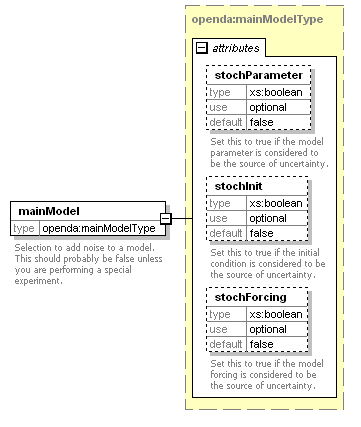 openda:mainModelType
attributes
stochParameter
type xs:boolean
use optional
default false
Set this to true if the model
parameter is considered to
be the source of uncertainty.
stochInit
type xs:boolean
use optional
default false
Set this to true if the initial
condition is considered to be
the source of uncertainty.
mainModel
type openda:mainModelType
Selection to add noise to a model.
This should probably be false unless
you are performing a special
experiment.
stochForcing
type xs:boolean
use optional
default false
Set this to true if the model
forcing is considered to be
the source of uncertainty.